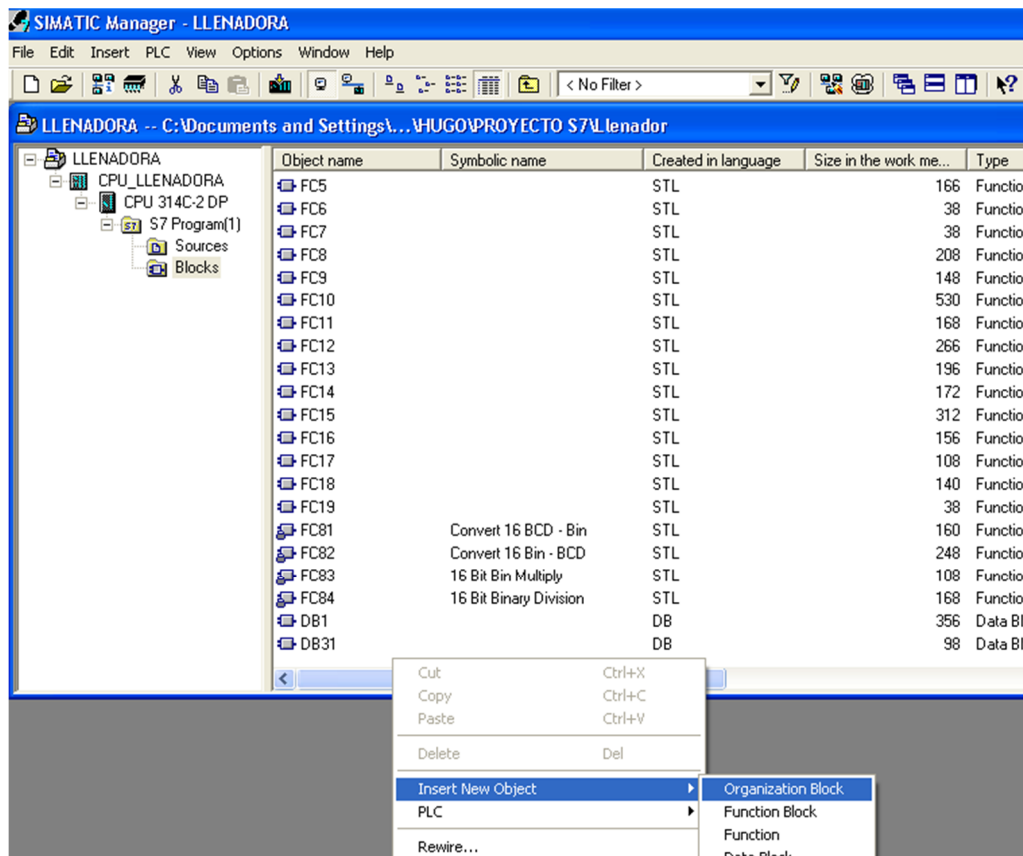 SIMATIC Manager - LLENADORA
File Edit Insert PLC View Options Window Help
< No Filter >
LLENADORA -- C:\Documents and Settings\...\HUGO\PROYECTO S7\Llenador
LLENADORA
CPU_LLENADORA
CPU 314C-2 DP
S7 Program(1)
Sources
Blocks
Object name Symbolic name Created in language Size in the work me... Type
FC5 STL 166 Functio
FC6 STL 38 Functio
FC7 STL 38 Functio
FC8 STL 208 Functio
FC9 STL 148 Functio
FC10 STL 530 Functio
FC11 STL 168 Functio
FC12 STL 266 Functio
FC13 STL 196 Functio
FC14 STL 172 Functio
FC15 STL 312 Functio
FC16 STL 156 Functio
FC17 STL 108 Functio
FC18 STL 140 Functio
FC19 STL 38 Functio
FC81 Convert 16 BCD - Bin STL 160 Functio
FC82 Convert 16 Bin - BCD STL 248 Functio
FC83 16 Bit Bin Multiply STL 108 Functio
FC84 16 Bit Binary Division STL 168 Functio
DB1 DB 356 Data Bl
DB31 DB 98 Data Bl
Cut Ctrl+X
Copy Ctrl+C
Paste Ctrl+V
Delete Del
Insert New Object Organization Block
PLC Function Block
Function
Rewire...
Data Block